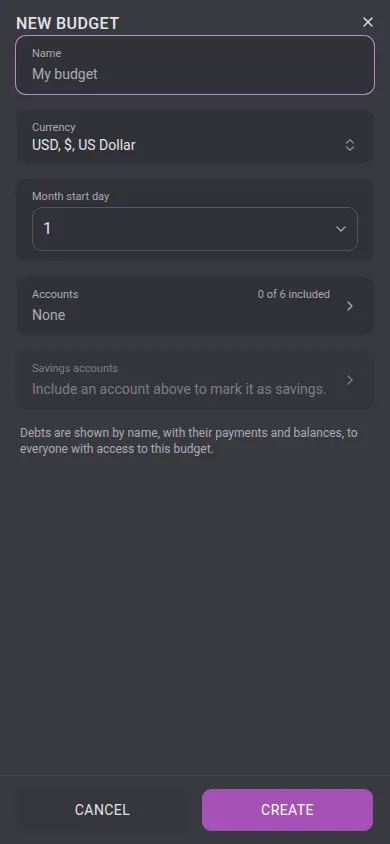 NEW BUDGET
Name
My budget
Currency
USD, $, US Dollar
Month start day
1
Accounts
0 of 6 included
None
Savings accounts
Include an account above to mark it as savings.
Debts are shown by name, with their payments and balances, to
everyone with access to this budget.
CANCEL
CREATE